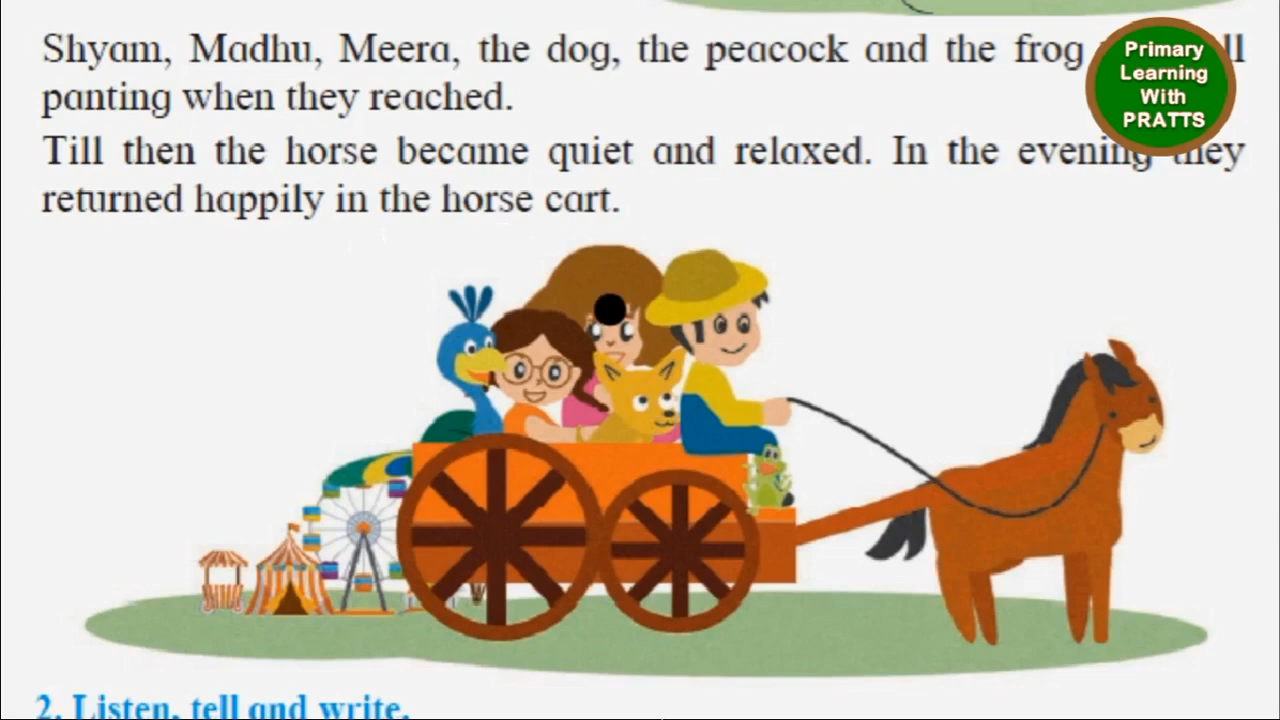 Shyam, Madhu, Meera, the dog, the peacock and the frog
panting when they reached.
Till then the horse became quiet and relaxed. In the evening they
returned happily in the horse cart.
Primary
Learning
With
PRATTS
2. Listen, tell and write.